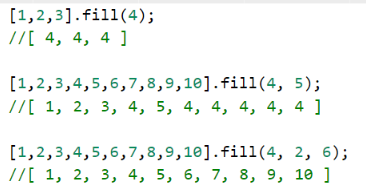 [1,2,3].fill(4);
//[ 4, 4, 4 ]
[1,2,3,4,5,6,7,8,9,10].fill(4, 5);
//[ 1, 2, 3, 4, 5, 4, 4, 4, 4, 4 ]
[1,2,3,4,5,6,7,8,9,10].fill(4, 2, 6);
//[ 1, 2, 3, 4, 5, 6, 7, 8, 9, 10 ]